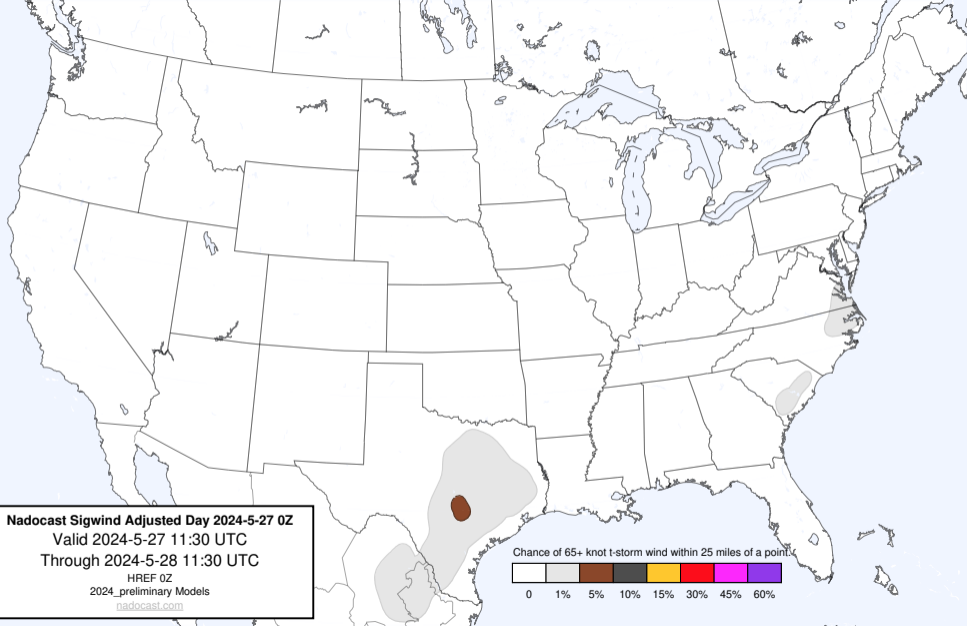 Nadocast Sigwind Adjusted Day 2024-5-27 0Z
Valid 2024-5-27 11:30 UTC
Through 2024-5-28 11:30 UTC
HREF 0Z
2024_preliminary Models
nadocast.com
Chance of 65+ knot t-storm wind within 25 miles of a point.
0 1% 5% 10% 15% 30% 45% 60%